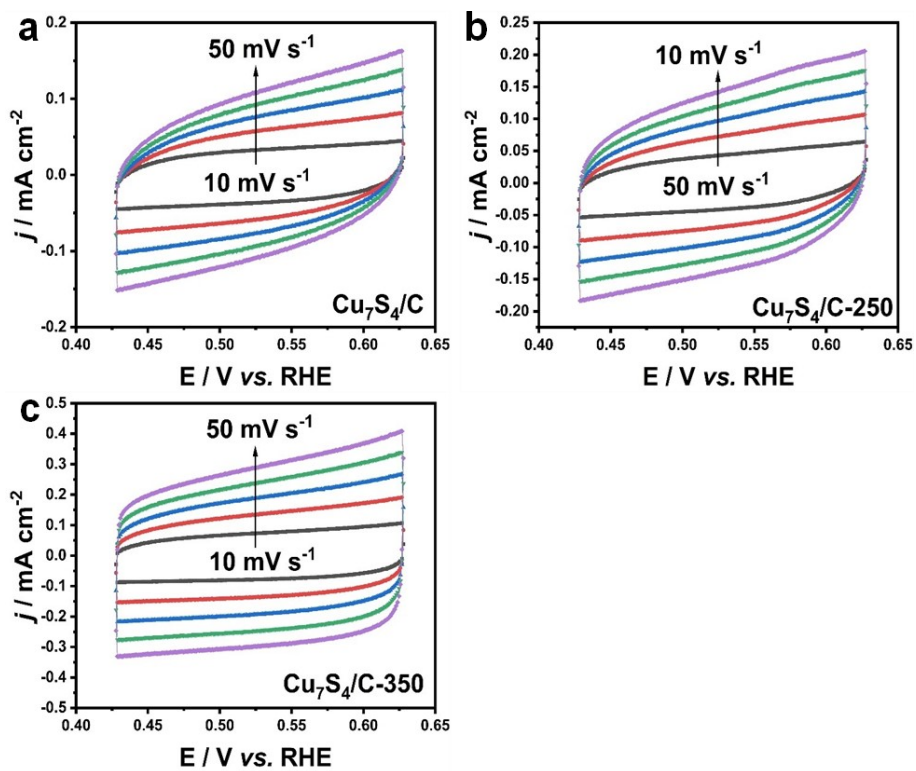 a
0.2
0.1
0.0
-0.1
-0.2
j / mA cm⁻²
50 mV s⁻¹
10 mV s⁻¹
Cu₇S₄/C
0.40 0.45 0.50 0.55 0.60 0.65
E / V vs. RHE
b
0.25
0.20
0.15
0.10
0.05
0.00
-0.05
-0.10
-0.15
-0.20
j / mA cm⁻²
10 mV s⁻¹
50 mV s⁻¹
Cu₇S₄/C-250
0.40 0.45 0.50 0.55 0.60 0.65
E / V vs. RHE
c
0.5
0.4
0.3
0.2
0.1
0.0
-0.1
-0.2
-0.3
-0.4
-0.5
j / mA cm⁻²
50 mV s⁻¹
10 mV s⁻¹
Cu₇S₄/C-350
0.40 0.45 0.50 0.55 0.60 0.65
E / V vs. RHE